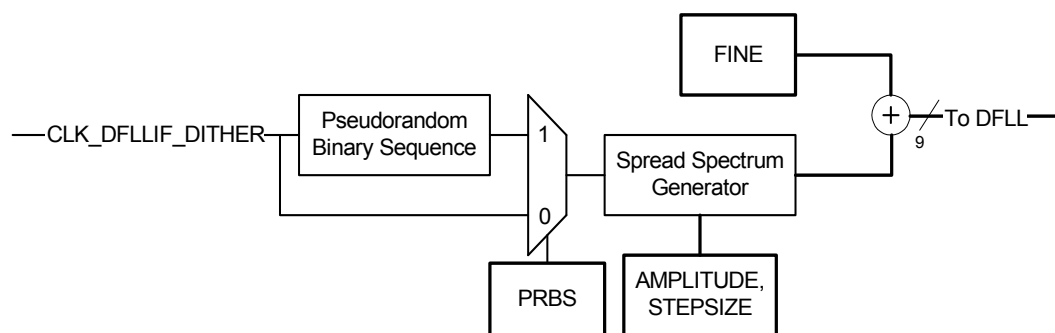 FINE
CLK_DFLLIF_DITHER
Pseudorandom
Binary Sequence
1
0
Spread Spectrum
Generator
+
9
To DFLL
PRBS
AMPLITUDE,
STEPSIZE